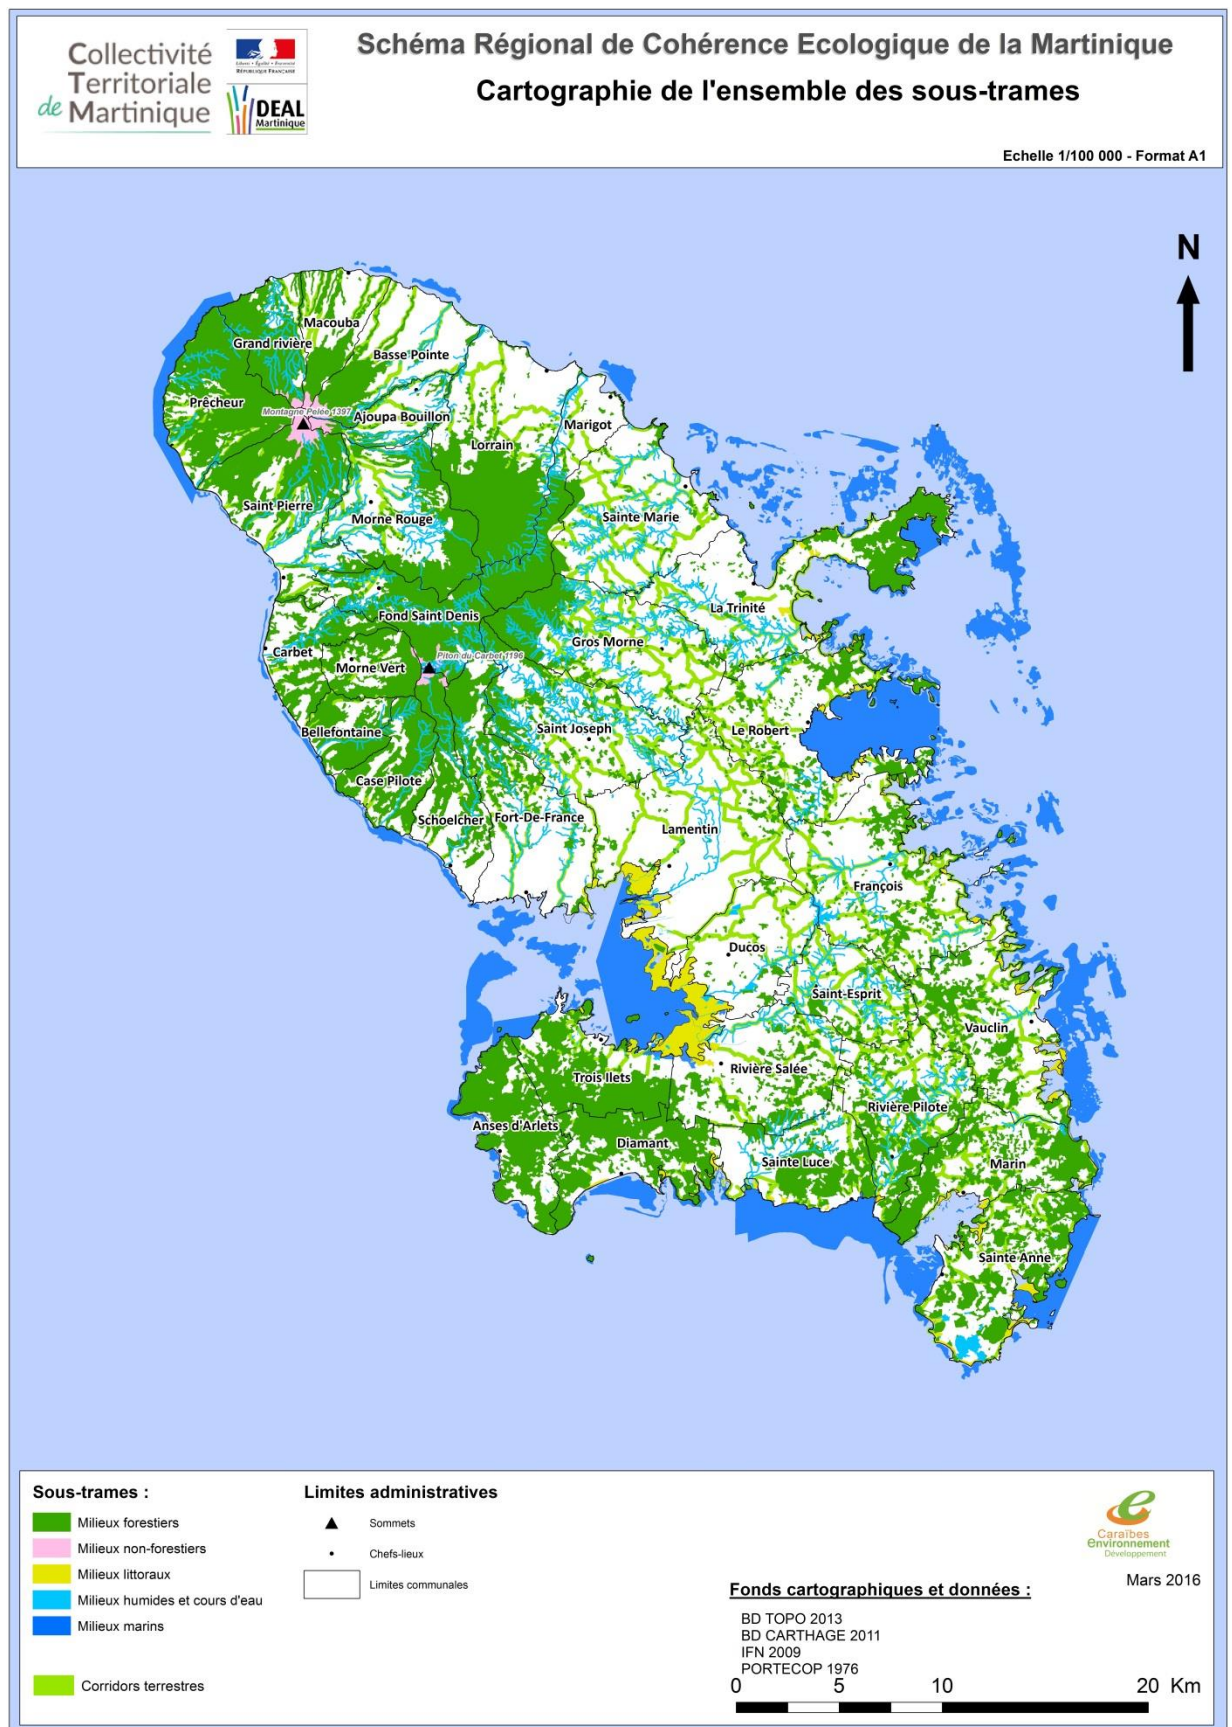 Collectivité
Territoriale
de Martinique
Liberté • Égalité • Fraternité
RÉPUBLIQUE FRANÇAISE
DEAL
Martinique
Schéma Régional de Cohérence Ecologique de la Martinique
Cartographie de l'ensemble des sous-trames
Echelle 1/100 000 - Format A1
N
Macouba
Grand rivière
Basse Pointe
Prêcheur
Montagne Pelée 1397
Ajoupa Bouillon
Marigot
Lorrain
Saint Pierre
Morne Rouge
Sainte Marie
La Trinité
Fond Saint Denis
Gros Morne
Carbet
Piton du Carbet 1196
Morne Vert
Bellefontaine
Saint Joseph
Le Robert
Case Pilote
Schoelcher
Fort-De-France
Lamentin
François
Ducos
Saint-Esprit
Vauclin
Rivière Salée
Trois Ilets
Rivière Pilote
Anses d'Arlets
Diamant
Sainte Luce
Marin
Sainte Anne
Sous-trames :
Milieux forestiers
Milieux non-forestiers
Milieux littoraux
Milieux humides et cours d'eau
Milieux marins
Corridors terrestres
Limites administratives
Sommets
Chefs-lieux
Limites communales
Caraïbes
Environnement
Développement
Mars 2016
Fonds cartographiques et données :
BD TOPO 2013
BD CARTHAGE 2011
IFN 2009
PORTECOP 1976
0 5 10 20 Km